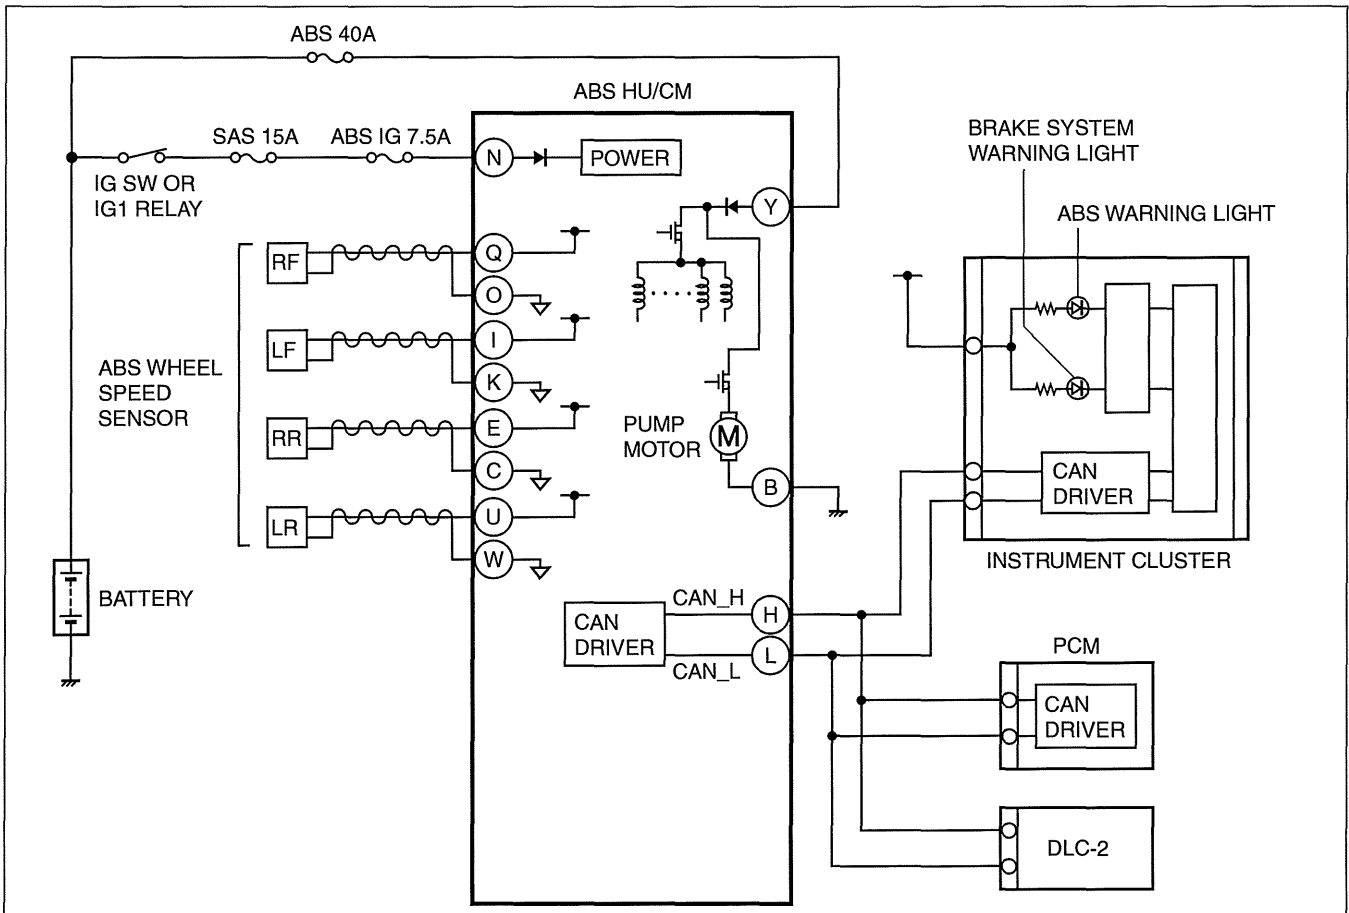 ABS 40A
ABS HU/CM
SAS 15A
ABS IG 7.5A
IG SW OR
IG1 RELAY
N
POWER
Y
BRAKE SYSTEM
WARNING LIGHT
ABS WARNING LIGHT
ABS WHEEL
SPEED
SENSOR
RF
Q
O
LF
I
K
RR
E
C
LR
U
W
PUMP
MOTOR
M
B
CAN
DRIVER
INSTRUMENT CLUSTER
BATTERY
CAN
DRIVER
CAN_H
H
CAN_L
L
PCM
CAN
DRIVER
DLC-2